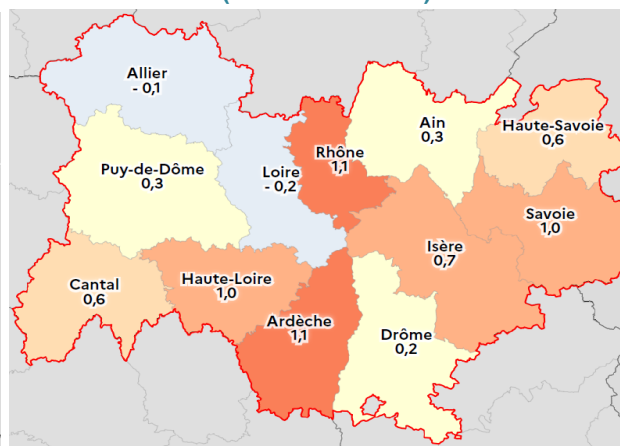 Allier
- 0,1
Ain
0,3
Haute-Savoie
0,6
Rhône
1,1
Puy-de-Dôme
0,3
Loire
- 0,2
Savoie
1,0
Isère
0,7
Cantal
0,6
Haute-Loire
1,0
Ardèche
1,1
Drôme
0,2